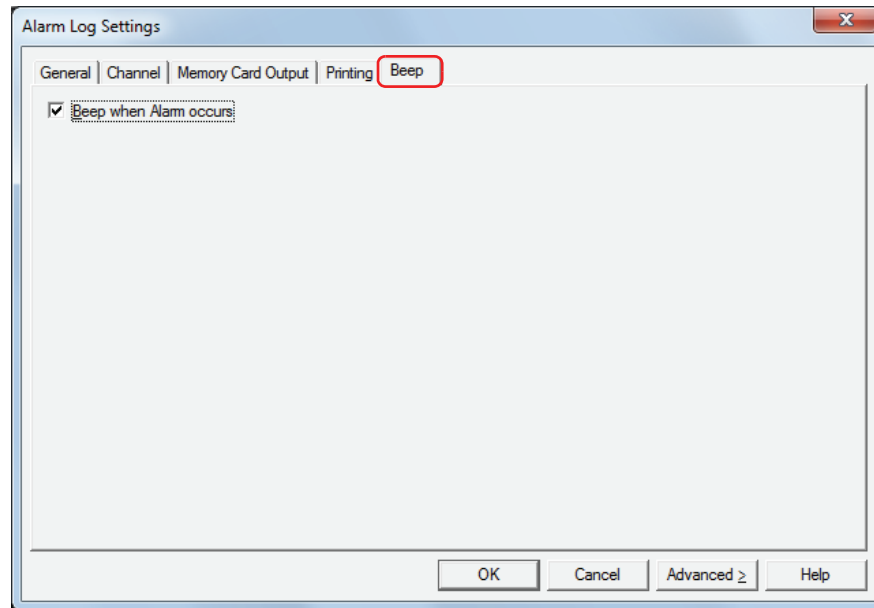 Alarm Log Settings
General Channel Memory Card Output Printing Beep
Beep when Alarm occurs
OK Cancel Advanced > Help